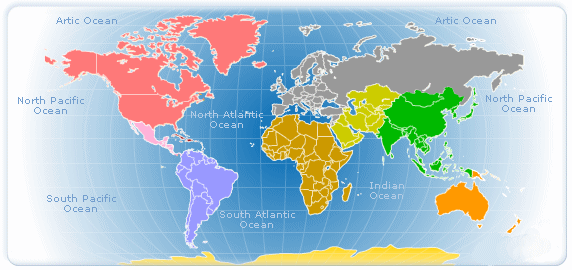 Artic Ocean
Artic Ocean
North Pacific
Ocean
North Atlantic
Ocean
North Pacific
Ocean
South Pacific
Ocean
South Atlantic
Ocean
Indian
Ocean